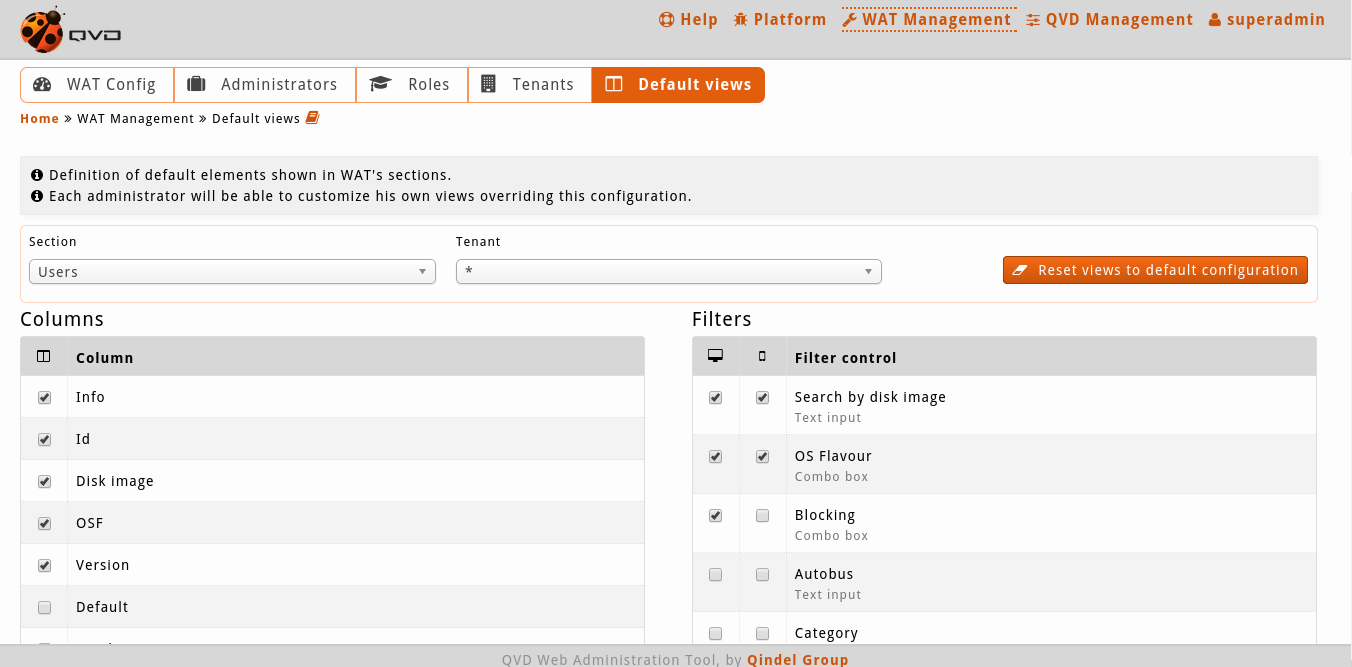 QVD
Help Platform WAT Management QVD Management superadmin
WAT Config Administrators Roles Tenants Default views
Home » WAT Management » Default views
Definition of default elements shown in WAT's sections.
Each administrator will be able to customize his own views overriding this configuration.
Section Tenant
Users * Reset views to default configuration
Columns
Column
Info
Id
Disk image
OSF
Version
Default
Filters
Filter control
Search by disk image
Text input
OS Flavour
Combo box
Blocking
Combo box
Autobus
Text input
Category
QVD Web Administration Tool, by Qindel Group